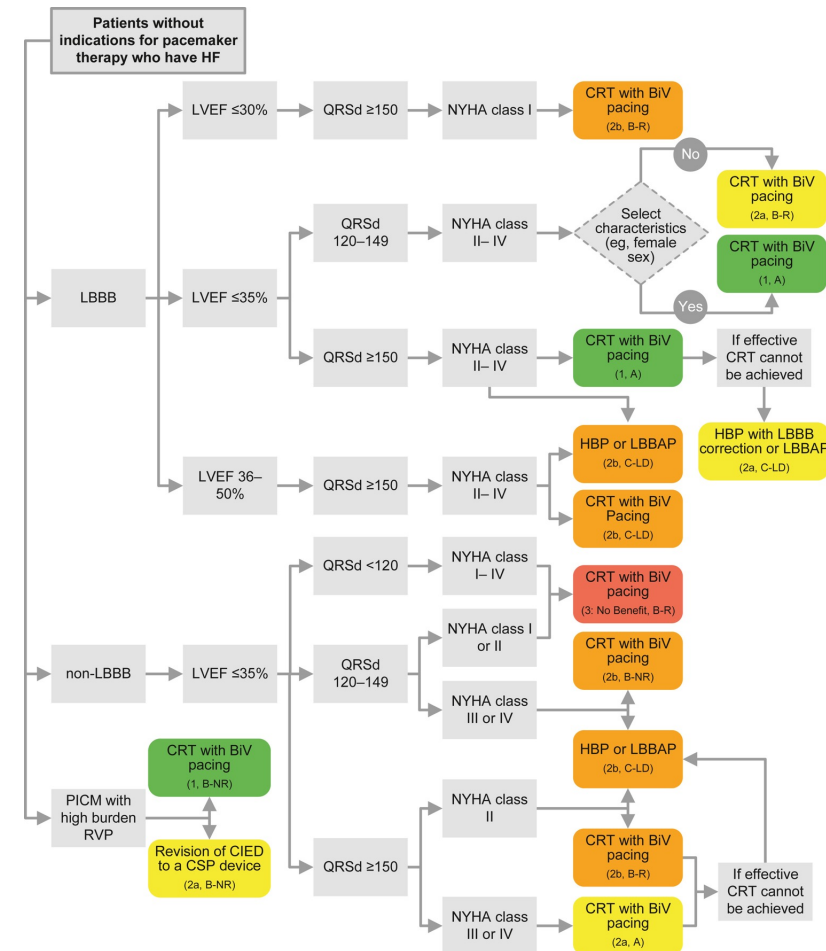 Patients without
indications for pacemaker
therapy who have HF
LVEF ≤30%
QRSd ≥150
NYHA class I
CRT with BiV
pacing
(2b, B-R)
No
CRT with BiV
pacing
(2a, B-R)
QRSd
120–149
NYHA class
II– IV
Select
characteristics
(eg, female
sex)
CRT with BiV
pacing
(1, A)
LBBB
LVEF ≤35%
Yes
QRSd ≥150
NYHA class
II– IV
CRT with BiV
pacing
(1, A)
If effective
CRT cannot
be achieved
HBP or LBBAP
(2b, C-LD)
HBP with LBBB
correction or LBBAP
(2a, C-LD)
LVEF 36–
50%
QRSd ≥150
NYHA class
II– IV
CRT with BiV
Pacing
(2b, C-LD)
QRSd <120
NYHA class
I– IV
CRT with BiV
pacing
(3: No Benefit, B-R)
non-LBBB
LVEF ≤35%
QRSd
120–149
NYHA class I
or II
CRT with BiV
pacing
(2b, B-NR)
NYHA class
III or IV
HBP or LBBAP
(2b, C-LD)
CRT with BiV
pacing
(1, B-NR)
PICM with
high burden
RVP
Revision of CIED
to a CSP device
(2a, B-NR)
QRSd ≥150
NYHA class
II
CRT with BiV
pacing
(2b, B-R)
If effective
CRT cannot
be achieved
NYHA class
III or IV
CRT with BiV
pacing
(2a, A)